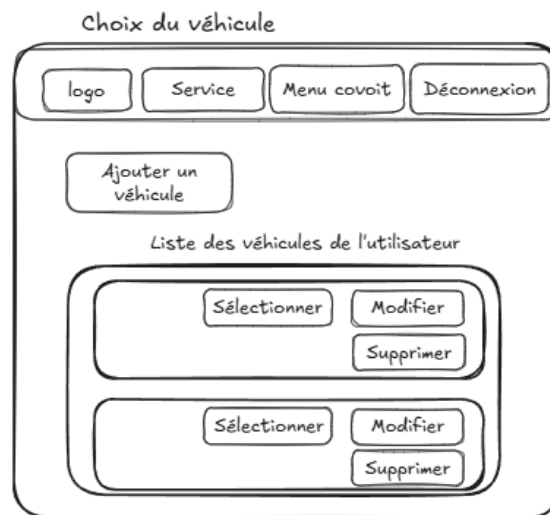 Choix du véhicule
logo
Service
Menu covoit
Déconnexion
Ajouter un
véhicule
Liste des véhicules de l'utilisateur
Sélectionner
Modifier
Supprimer
Sélectionner
Modifier
Supprimer